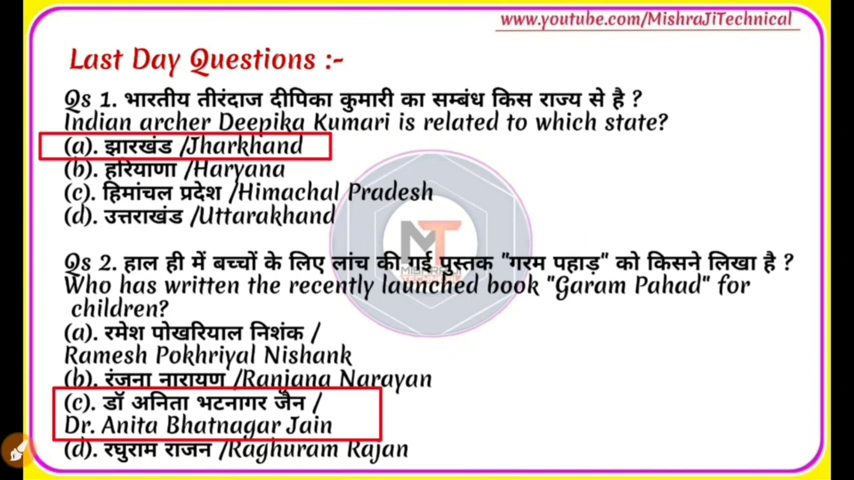 www.youtube.com/MishraJiTechnical
Last Day Questions :-
Qs 1. भारतीय तीरंदाज दीपिका कुमारी का सम्बंध किस राज्य से है ?
Indian archer Deepika Kumari is related to which state?
(a). झारखंड /Jharkhand
(b). हरियाणा /Haryana
(c). हिमांचल प्रदेश /Himachal Pradesh
(d). उत्तराखंड /Uttarakhand
MT
Qs 2. हाल ही में बच्चों के लिए लांच की गई पुस्तक "गरम पहाड़" को किसने लिखा है ?
Who has written the recently launched book "Garam Pahad" for
children?
(a). रमेश पोखरियाल निशंक /
Ramesh Pokhriyal Nishank
(b). रंजना नारायण /Ranjana Narayan
(c). डॉ अनिता भटनागर जैन /
Dr. Anita Bhatnagar Jain
(d). रघुराम राजन /Raghuram Rajan